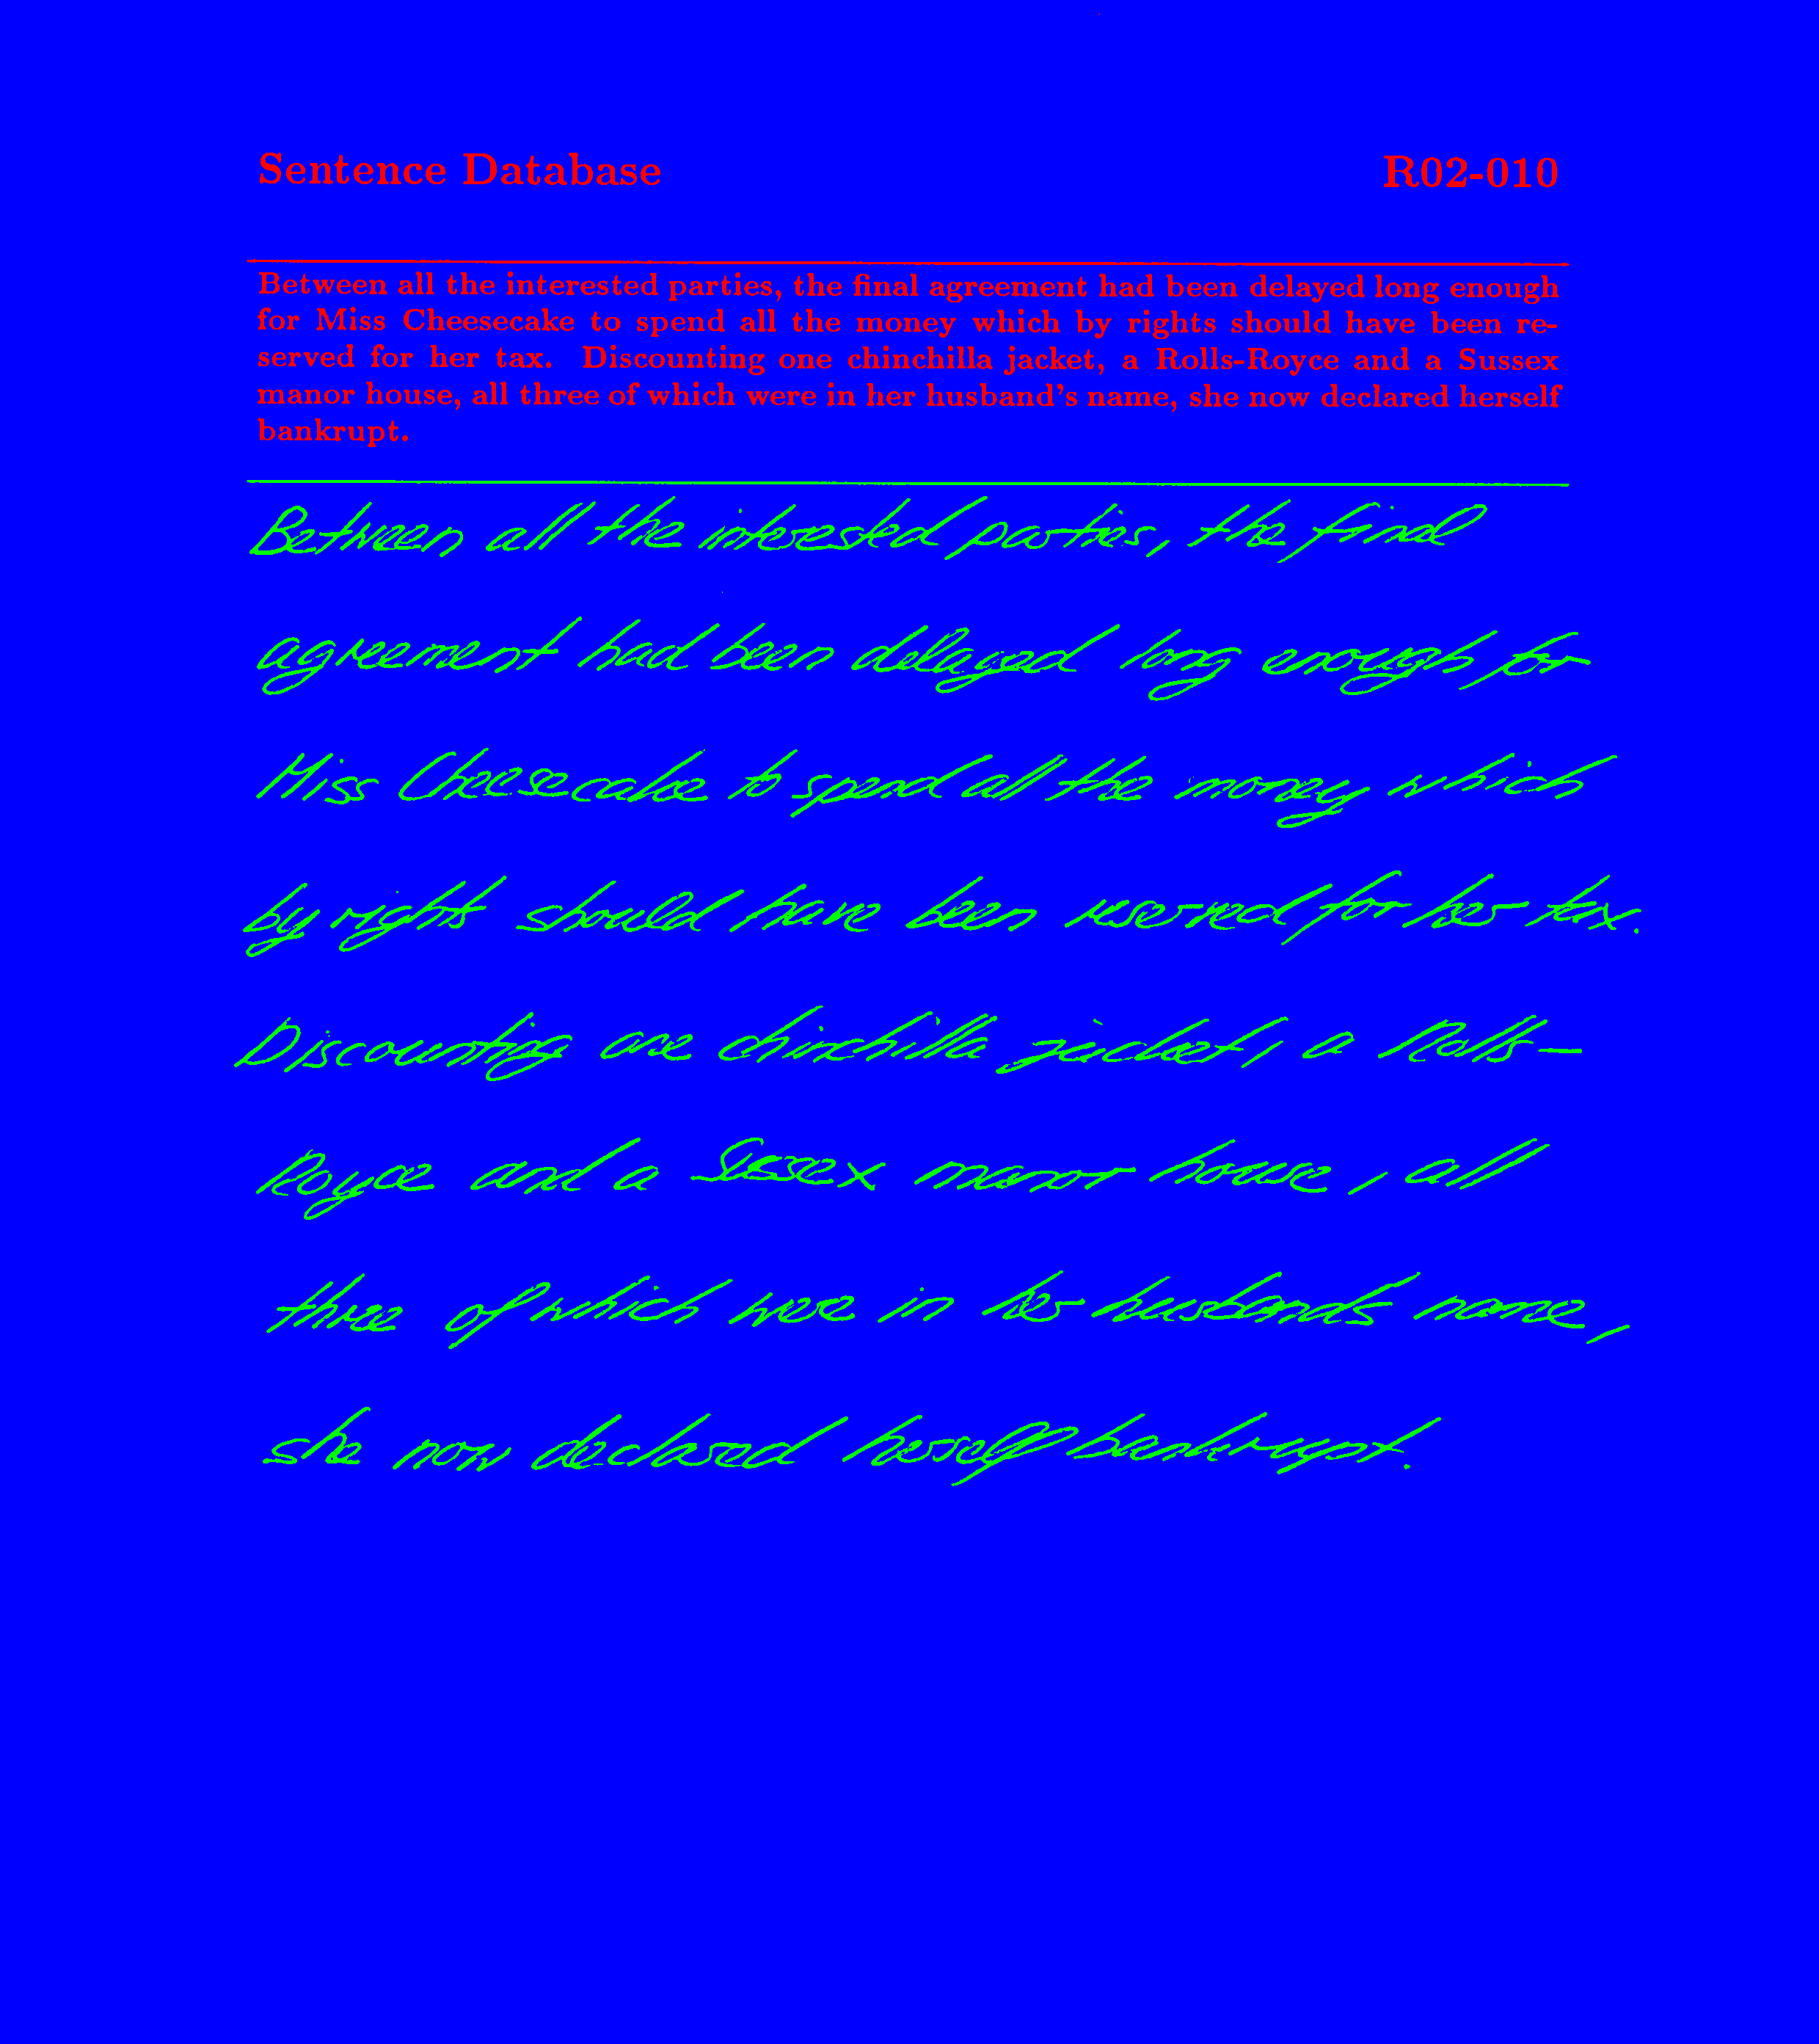 Sentence Database R02-010
Between all the interested parties, the final agreement had been delayed long enough
for Miss Cheesecake to spend all the money which by rights should have been re-
served for her tax. Discounting one chinchilla jacket, a Rolls-Royce and a Sussex
manor house, all three of which were in her husband's name, she now declared herself
bankrupt.
Between all the interested parties, the final
agreement had been delayed long enough for
Miss Cheesecake to spend all the money which
by rights should have been reserved for her tax.
Discounting one chinchilla jacket, a Rolls-
Royce and a Sussex manor house, all
three of which were in her husband's name,
she now declared herself bankrupt.